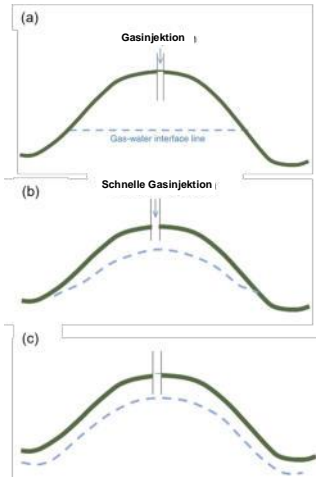 (a)
Gasinjektion
Gas-water interface line
(b)
Schnelle Gasinjektion
(c)